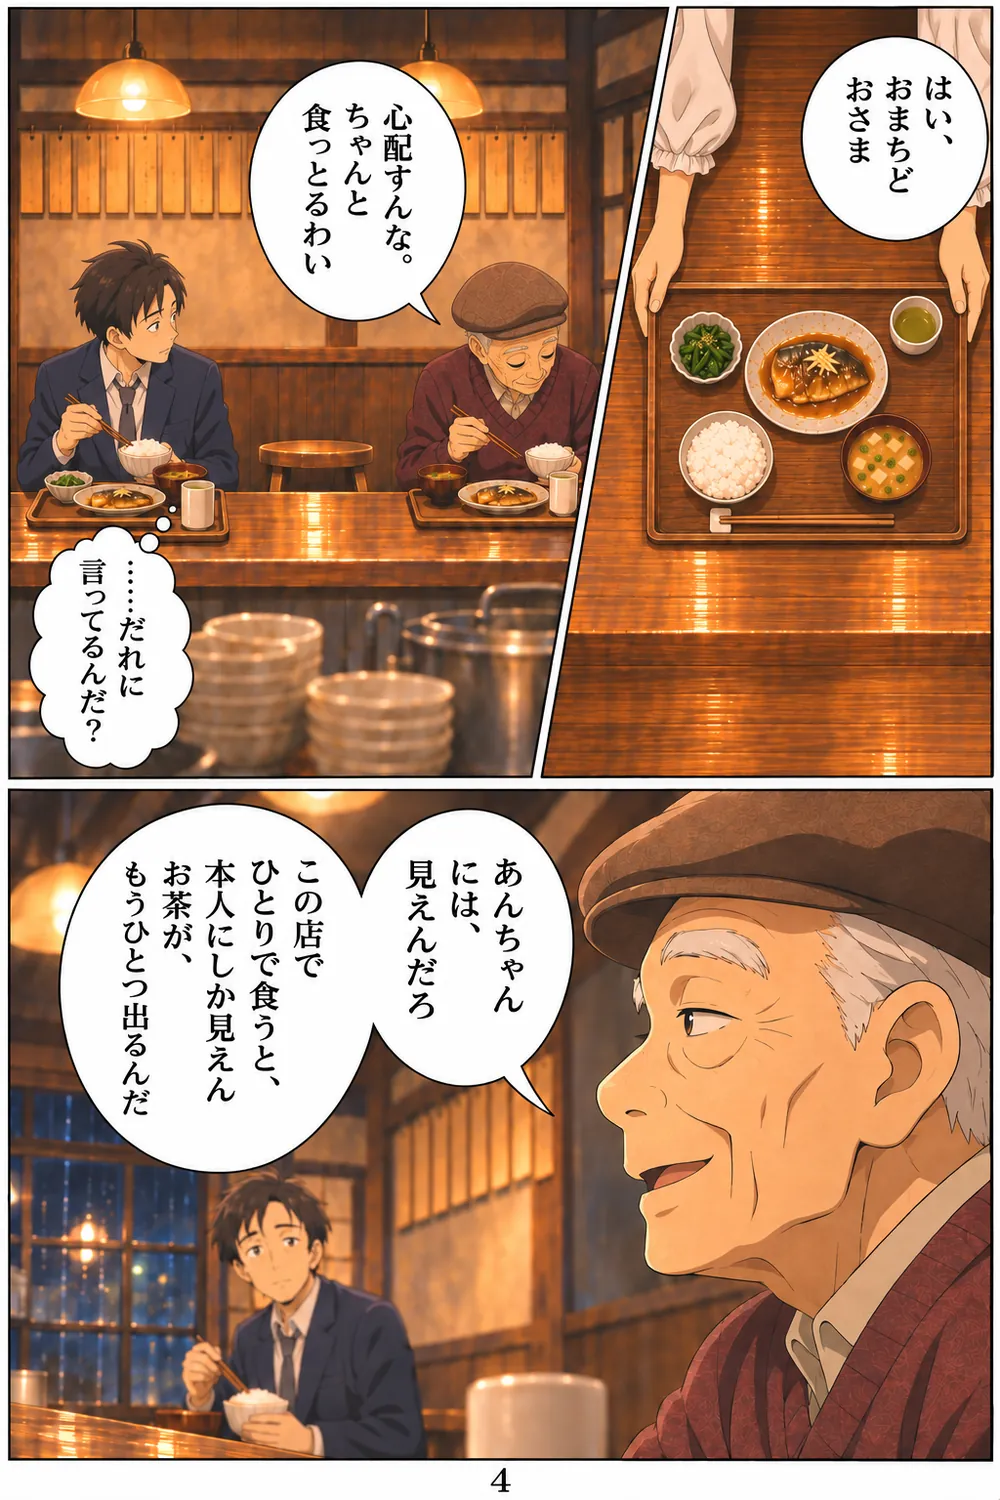 はい、
おまちど
おさま
心配すんな。
ちゃんと
食っとるわい
……だれに
言ってるんだ？
あんちゃん
には、
見えんだろ
この店で
ひとりで食うと、
本人にしか見えん
お茶が、
もうひとつ出るんだ
4